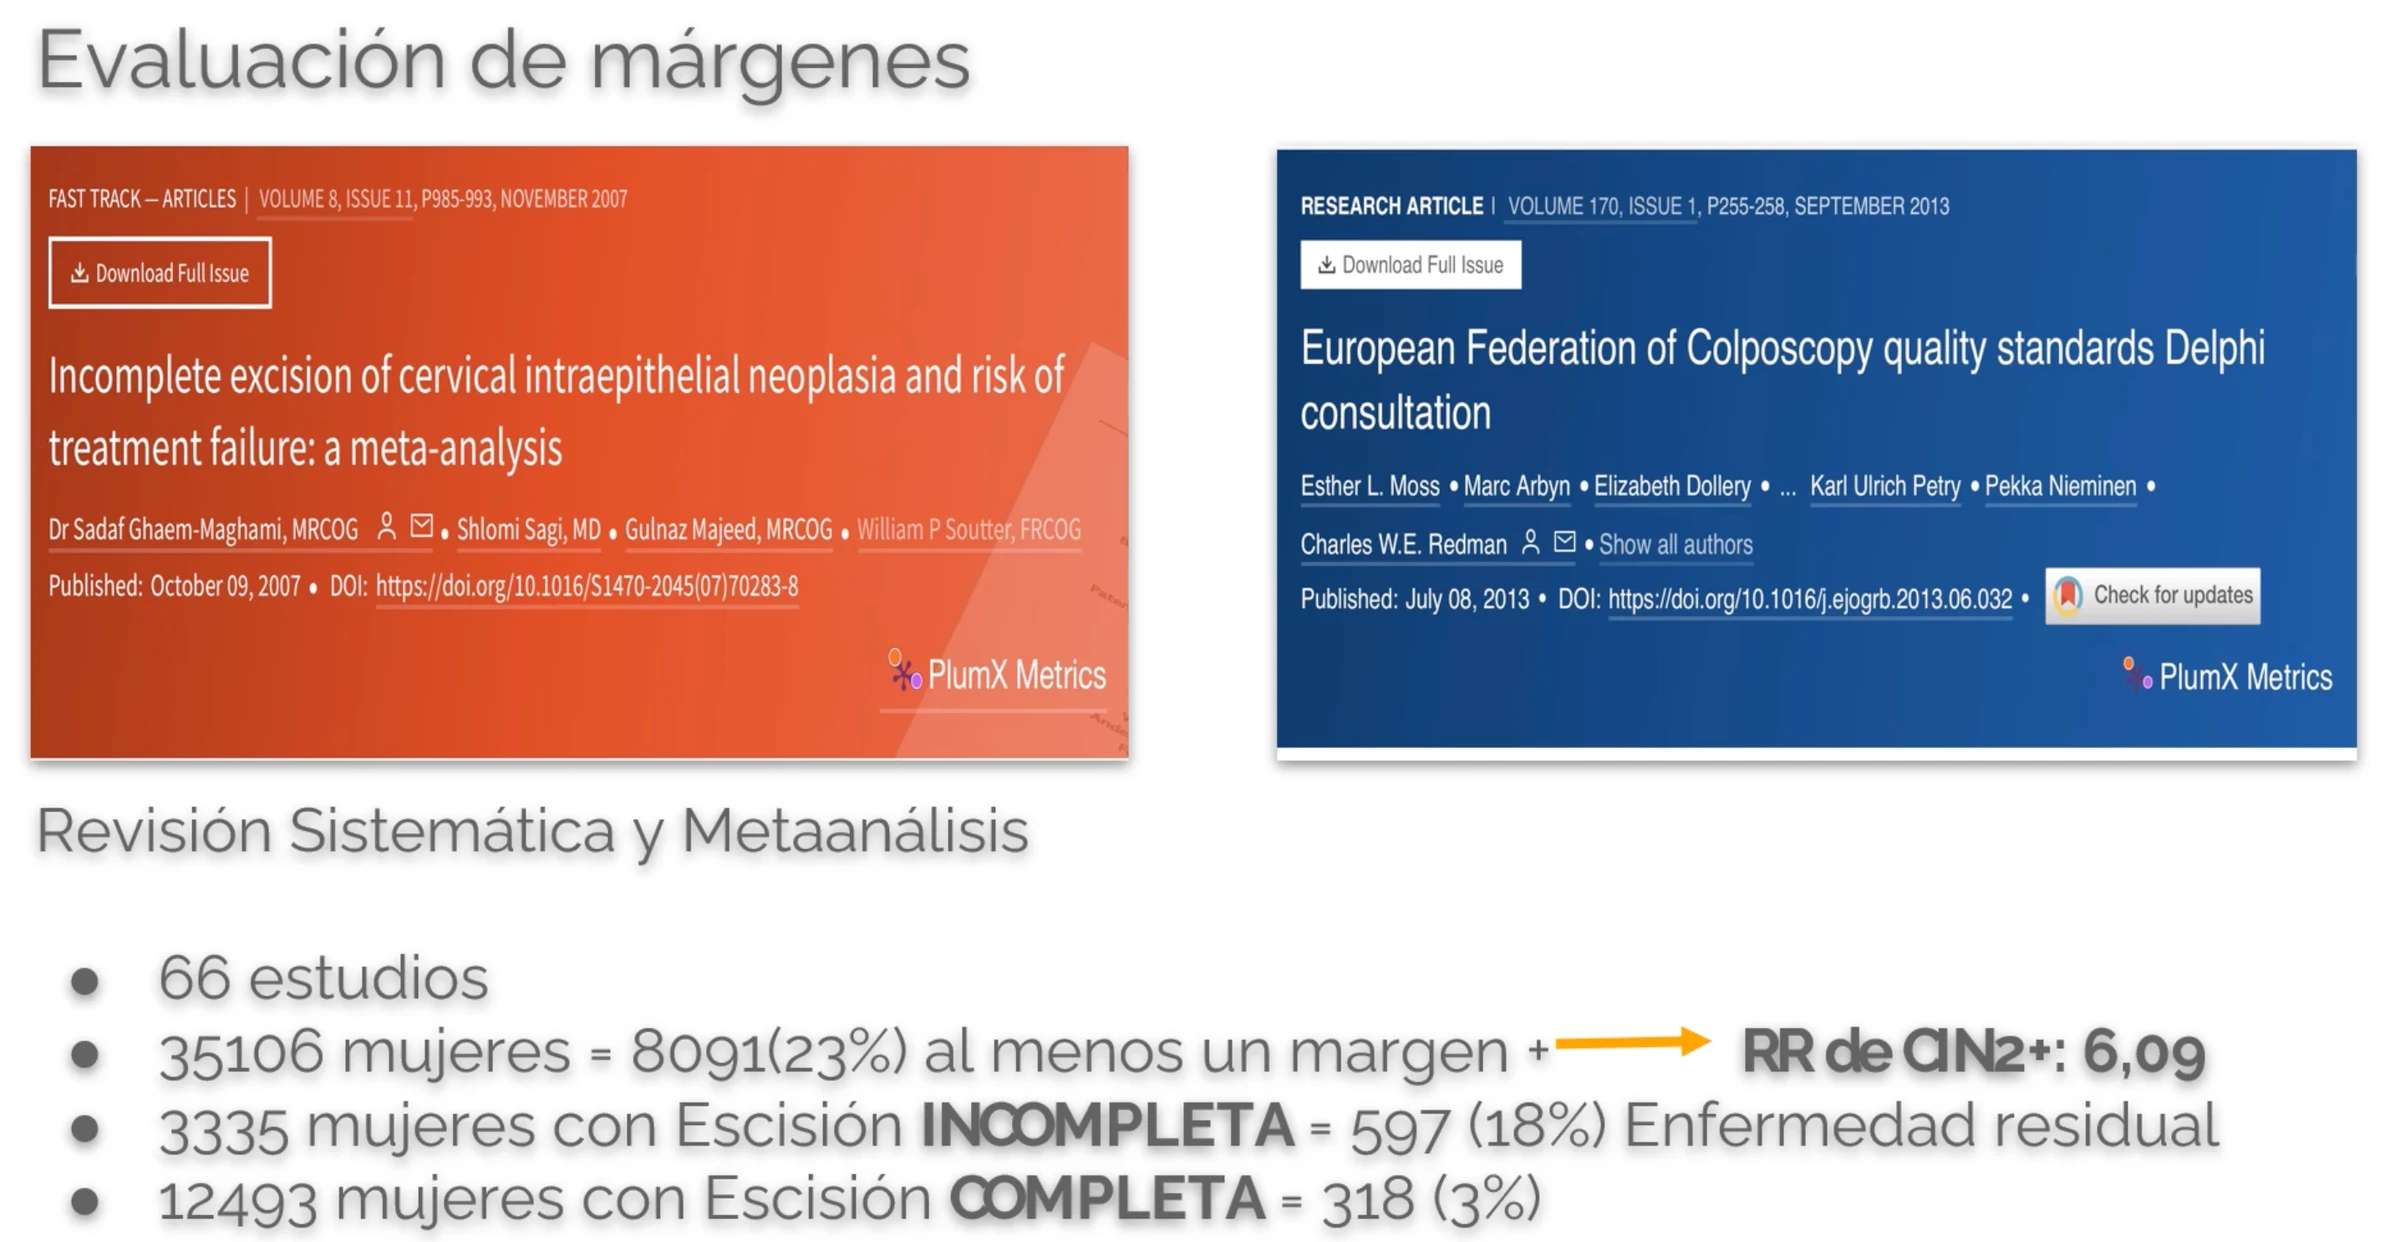 Evaluación de márgenes
FAST TRACK — ARTICLES | VOLUME 8, ISSUE 11, P985-993, NOVEMBER 2007
Download Full Issue
Incomplete excision of cervical intraepithelial neoplasia and risk of
treatment failure: a meta-analysis
Dr Sadaf Ghaem-Maghami, MRCOG • Shlomi Sagi, MD • Gulnaz Majeed, MRCOG • William P Soutter, FRCOG
Published: October 09, 2007 • DOI: https://doi.org/10.1016/S1470-2045(07)70283-8
PlumX Metrics
RESEARCH ARTICLE | VOLUME 170, ISSUE 1, P255-258, SEPTEMBER 2013
Download Full Issue
European Federation of Colposcopy quality standards Delphi
consultation
Esther L. Moss • Marc Arbyn • Elizabeth Dollery • ... Karl Ulrich Petry • Pekka Nieminen •
Charles W.E. Redman • Show all authors
Published: July 08, 2013 • DOI: https://doi.org/10.1016/j.ejogrb.2013.06.032 •
Check for updates
PlumX Metrics
Revisión Sistemática y Metaanálisis
● 66 estudios
● 35106 mujeres = 8091(23%) al menos un margen + RR de CIN2+: 6,09
● 3335 mujeres con Escisión INCOMPLETA = 597 (18%) Enfermedad residual
● 12493 mujeres con Escisión COMPLETA = 318 (3%)